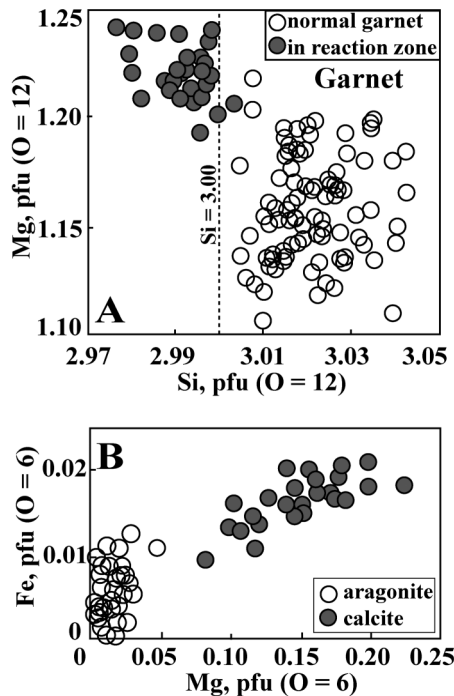 normal garnet
in reaction zone
Garnet
Mg, pfu (O = 12)
1.25
1.20
1.15
1.10
Si = 3.00
A
2.97
2.99
3.01
3.03
3.05
Si, pfu (O = 12)
B
Fe, pfu (O = 6)
0.02
0.01
0
aragonite
calcite
0
0.05
0.10
0.15
0.20
0.25
Mg, pfu (O = 6)